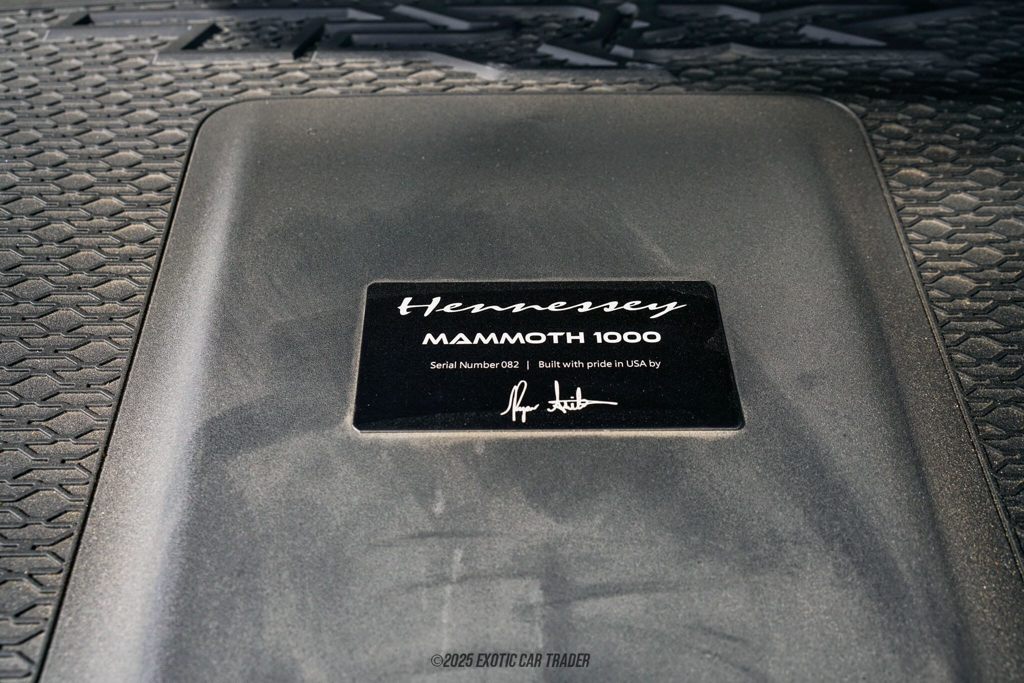 Hennessey
MAMMOTH 1000
Serial Number 082 | Built with pride in USA by
©2025 EXOTIC CAR TRADER